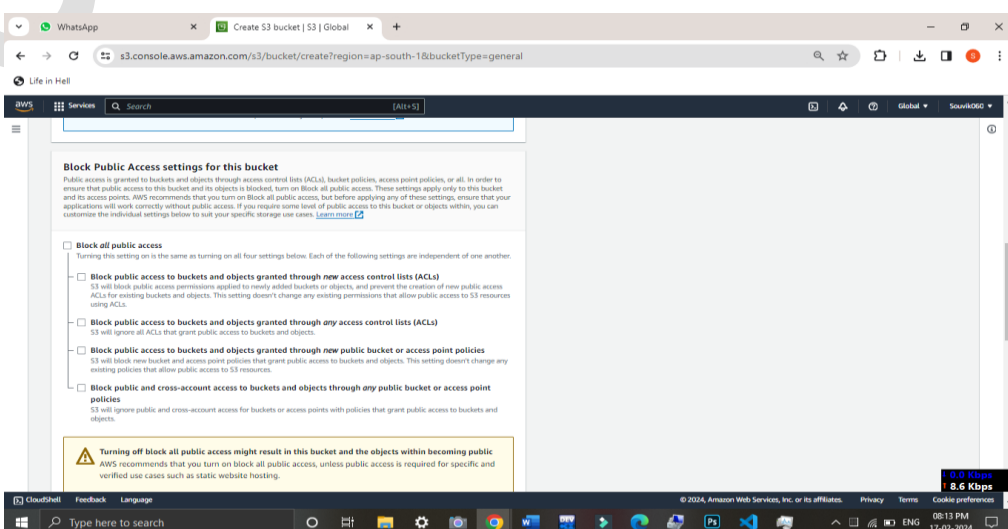 WhatsApp
Create S3 bucket | S3 | Global
s3.console.aws.amazon.com/s3/bucket/create?region=ap-south-1&bucketType=general
S
Life in Hell
aws
Services
Search
[Alt+S]
Global
Souvik060
Block Public Access settings for this bucket
Public access is granted to buckets and objects through access control lists (ACLs), bucket policies, access point policies, or all. In order to
ensure that public access to this bucket and its objects is blocked, turn on Block all public access. These settings apply only to this bucket
and its access points. AWS recommends that you turn on Block all public access, but before applying any of these settings, ensure that your
applications will work correctly without public access. If you require some level of public access to this bucket or objects within, you can
customize the individual settings below to suit your specific storage use cases. Learn more
Block all public access
Turning this setting on is the same as turning on all four settings below. Each of the following settings are independent of one another.
Block public access to buckets and objects granted through new access control lists (ACLs)
S3 will block public access permissions applied to newly added buckets or objects, and prevent the creation of new public access
ACLs for existing buckets and objects. This setting doesn't change any existing permissions that allow public access to S3 resources
using ACLs.
Block public access to buckets and objects granted through any access control lists (ACLs)
S3 will ignore all ACLs that grant public access to buckets and objects.
Block public access to buckets and objects granted through new public bucket or access point policies
S3 will block new bucket and access point policies that grant public access to buckets and objects. This setting doesn't change any
existing policies that allow public access to S3 resources.
Block public and cross-account access to buckets and objects through any public bucket or access point
policies
S3 will ignore public and cross-account access for buckets or access points with policies that grant public access to buckets and
objects.
Turning off block all public access might result in this bucket and the objects within becoming public
AWS recommends that you turn on block all public access, unless public access is required for specific and
verified use cases such as static website hosting.
8.6 Kbps
CloudShell
Feedback
Language
© 2024, Amazon Web Services, Inc. or its affiliates.
Privacy
Terms
Cookie preferences
Type here to search
W
DEV
Ps
ENG
08:13 PM
17-02-2024